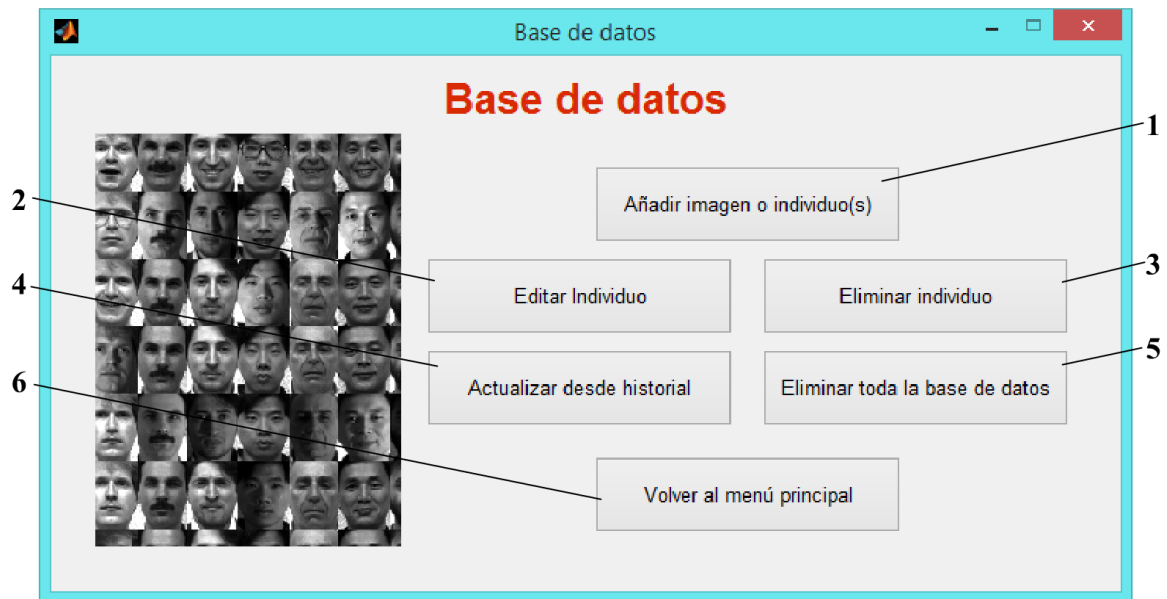 Base de datos
Base de datos
1
Añadir imagen o individuo(s)
2
Editar Individuo
Eliminar individuo
3
4
Actualizar desde historial
Eliminar toda la base de datos
5
6
Volver al menú principal